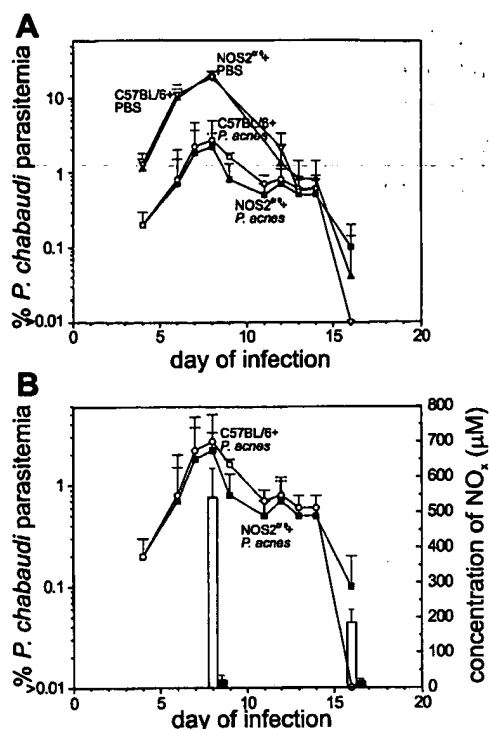 A
% P. chabaudi parasitemia
10
1
0.1
>0.01
NOS2
PBS
C57BL/6+
PBS
C57BL/6+
P. acnes
NOS2
P. acnes
0 5 10 15 20
day of infection
B
% P. chabaudi parasitemia
1
0.1
>0.01
C57BL/6+
P. acnes
NOS2
P. acnes
800
700
600
500
400
300
200
100
0
concentration of NOx (µM)
0 5 10 15 20
day of infection